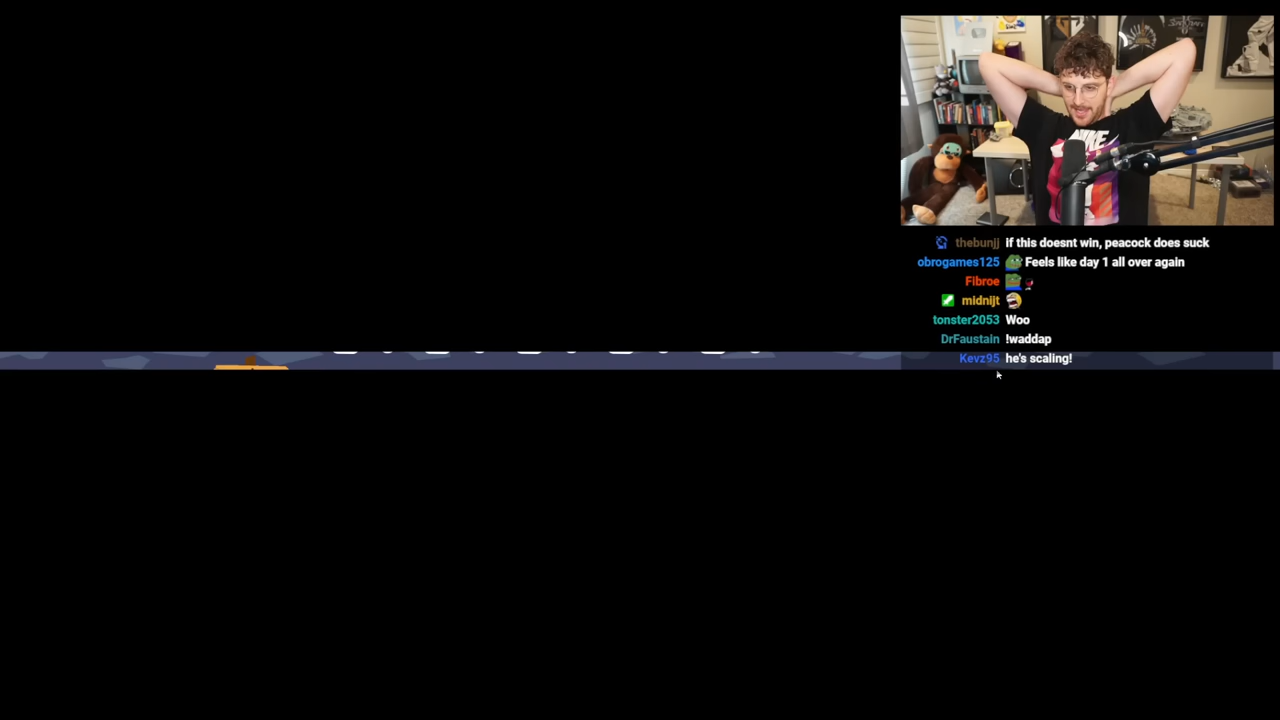 NIKE
thebunjj if this doesnt win, peacock does suck
obrogames125 Feels like day 1 all over again
Fibroe
midnijt
tonster2053 Woo
DrFaustain !waddap
Kevz95 he's scaling!